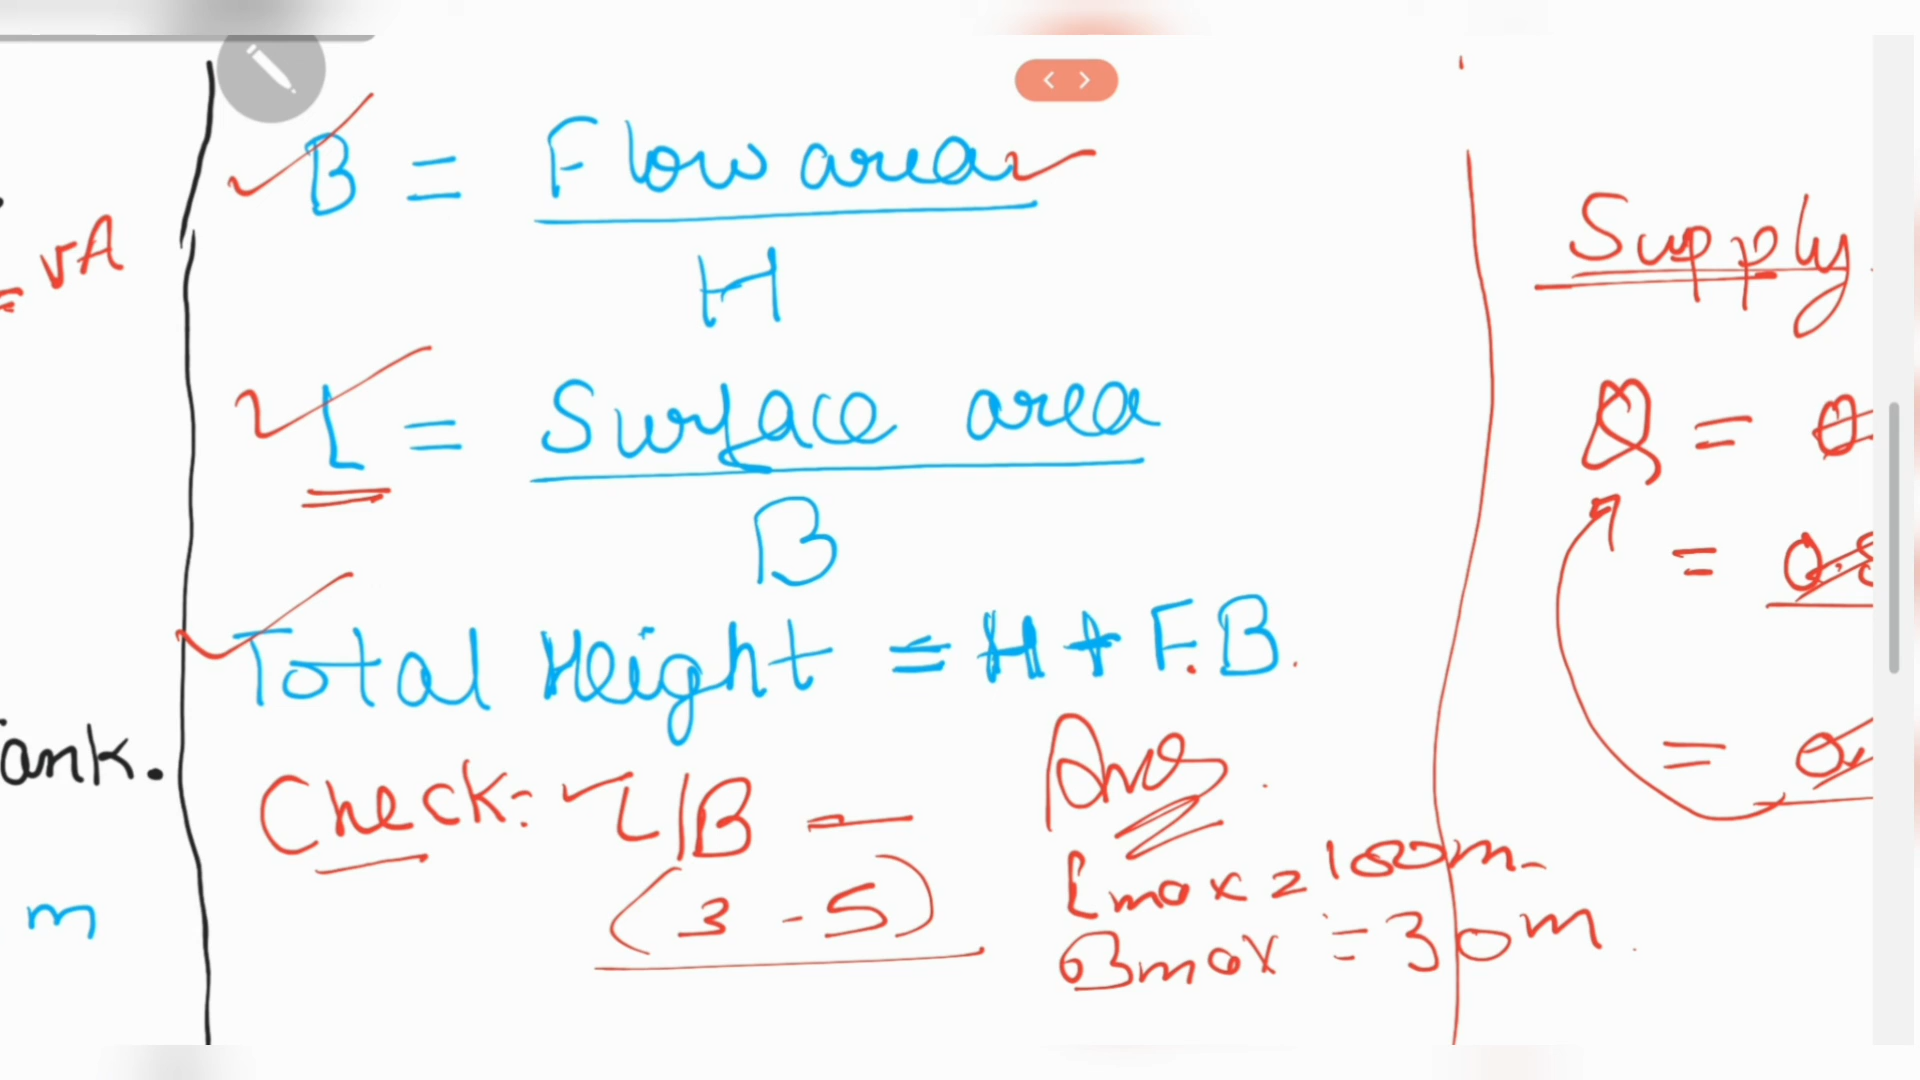 vA
ank.
m
B = Flow area
H
L = Surface area
B
Total Height = H + F.B.
Check: L/B =
(3 - 5)
Ans
Lmax = 100m
Bmax = 30m
Supply
Q =
=
=